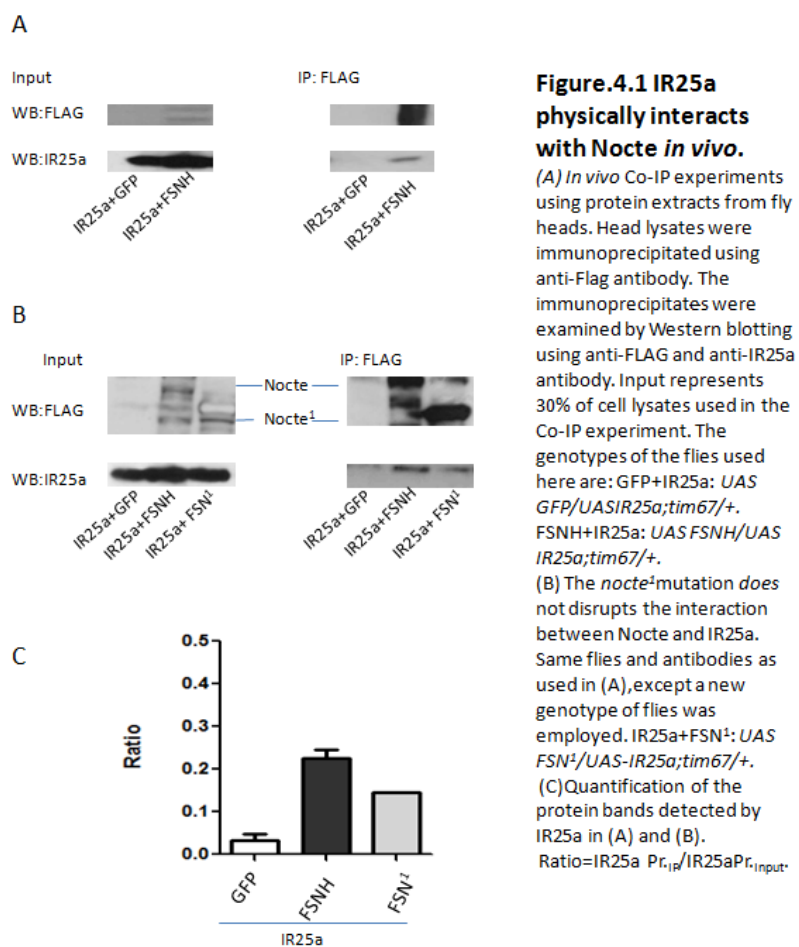 A
Input
IP: FLAG
WB:FLAG
WB:IR25a
IR25a+GFP
IR25a+FSNH
IR25a+GFP
IR25a+FSNH
B
Input
IP: FLAG
WB:FLAG
Nocte
Nocte¹
WB:IR25a
IR25a+GFP
IR25a+FSNH
IR25a+ FSN¹
IR25a+GFP
IR25a+FSNH
IR25a+ FSN¹
C
Ratio
0.5
0.4
0.3
0.2
0.1
0.0
GFP
FSNH
FSN¹
IR25a
Figure.4.1 IR25a
physically interacts
with Nocte in vivo.
(A) In vivo Co-IP experiments
using protein extracts from fly
heads. Head lysates were
immunoprecipitated using
anti-Flag antibody. The
immunoprecipitates were
examined by Western blotting
using anti-FLAG and anti-IR25a
antibody. Input represents
30% of cell lysates used in the
Co-IP experiment. The
genotypes of the flies used
here are: GFP+IR25a: UAS
GFP/UASIR25a;tim67/+.
FSNH+IR25a: UAS FSNH/UAS
IR25a;tim67/+.
(B) The nocte¹mutation does
not disrupts the interaction
between Nocte and IR25a.
Same flies and antibodies as
used in (A),except a new
genotype of flies was
employed. IR25a+FSN¹: UAS
FSN¹/UAS-IR25a;tim67/+.
(C)Quantification of the
protein bands detected by
IR25a in (A) and (B).
Ratio=IR25a Pr.IP/IR25aPr.Input.